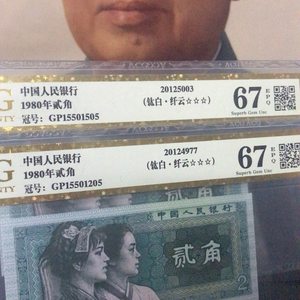 G
中国人民银行
1980年贰角
冠号：GP15501505
20125003
(钛白·纤云☆☆☆)
67 EPQ
Superb Gem Unc
G
中国人民银行
1980年贰角
冠号：GP15501205
20124977
(钛白·纤云☆☆☆)
67 EPQ
Superb Gem Unc
中国人民银行
贰角
2